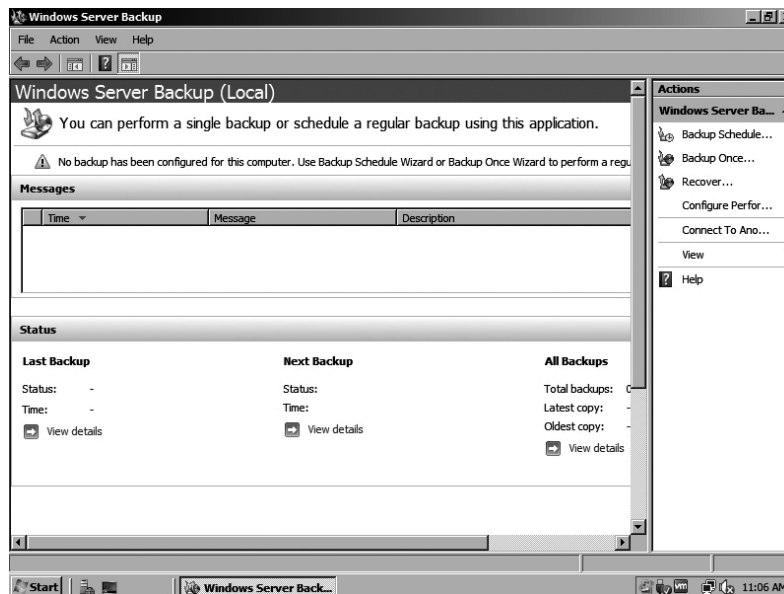 Windows Server Backup
File Action View Help
Windows Server Backup (Local)
You can perform a single backup or schedule a regular backup using this application.
No backup has been configured for this computer. Use Backup Schedule Wizard or Backup Once Wizard to perform a regu
Messages
Time Message Description
Status
Last Backup
Status: -
Time: -
View details
Next Backup
Status:
Time:
View details
All Backups
Total backups:
Latest copy: -
Oldest copy: -
View details
Actions
Windows Server Ba...
Backup Schedule...
Backup Once...
Recover...
Configure Perfor...
Connect To Ano...
View
Help
Start
Windows Server Back...
vm
11:06 AM